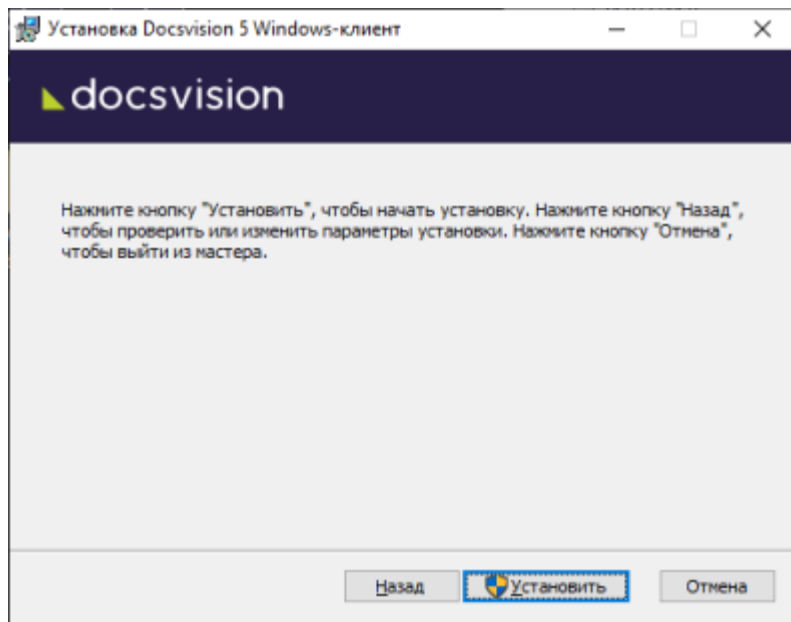 Установка Docsvision 5 Windows-клиент
docsvision
Нажмите кнопку "Установить", чтобы начать установку. Нажмите кнопку "Назад",
чтобы проверить или изменить параметры установки. Нажмите кнопку "Отмена",
чтобы выйти из мастера.
Назад Установить Отмена